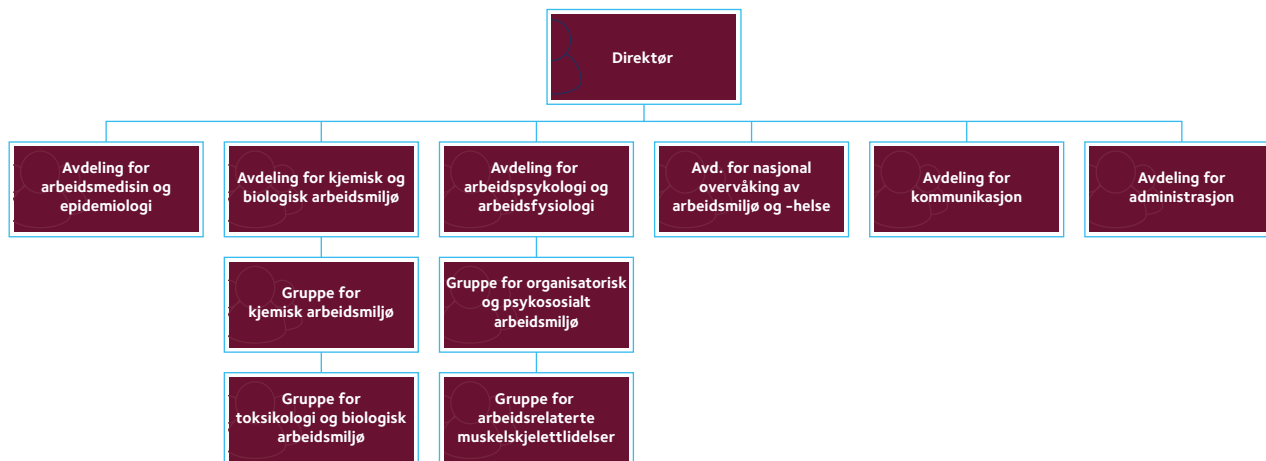 Direktør
Avdeling for
arbeidsmedisin og
epidemiologi
Avdeling for kjemisk og
biologisk arbeidsmiljø
Avdeling for
arbeidspsykologi og
arbeidsfysiologi
Avd. for nasjonal
overvåking av
arbeidsmiljø og -helse
Avdeling for
kommunikasjon
Avdeling for
administrasjon
Gruppe for
kjemisk arbeidsmiljø
Gruppe for organisatorisk
og psykososialt
arbeidsmiljø
Gruppe for
toksikologi og biologisk
arbeidsmiljø
Gruppe for
arbeidsrelaterte
muskelskjelettlidelser